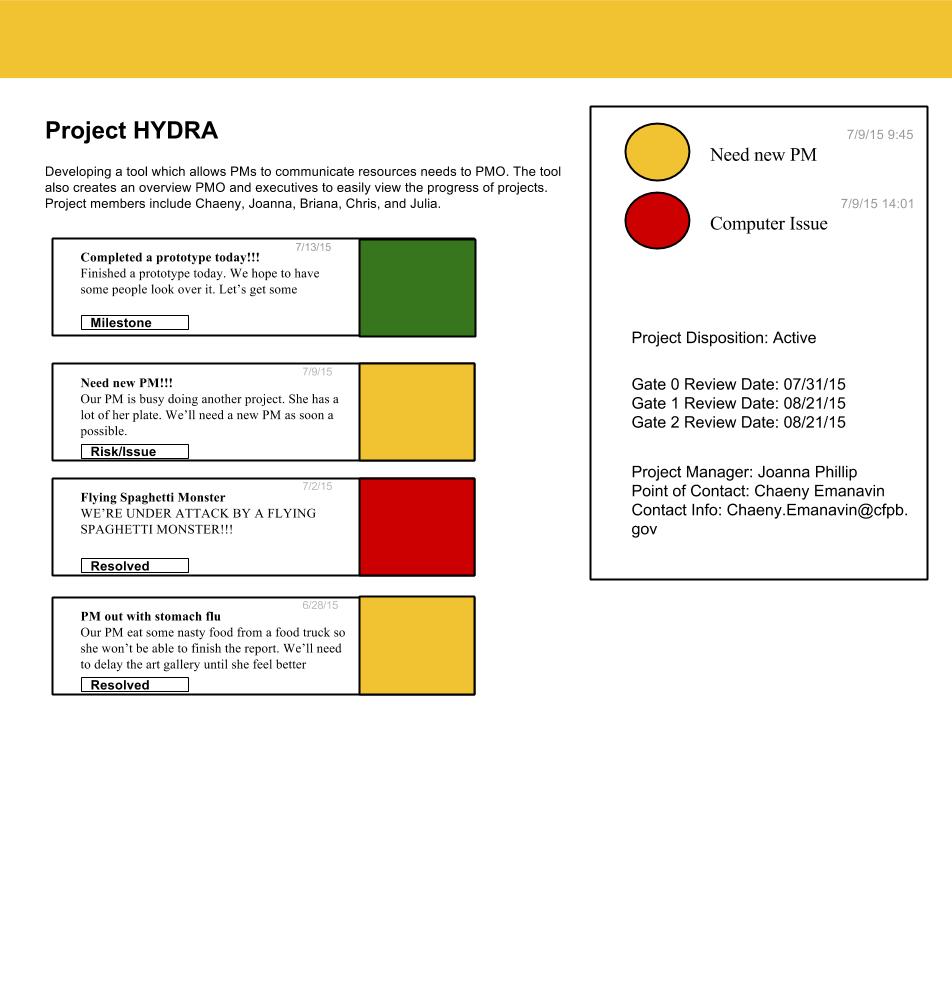 Project HYDRA
Developing a tool which allows PMs to communicate resources needs to PMO. The tool
also creates an overview PMO and executives to easily view the progress of projects.
Project members include Chaeny, Joanna, Briana, Chris, and Julia.
7/13/15
Completed a prototype today!!!
Finished a prototype today. We hope to have
some people look over it. Let's get some
Milestone
7/9/15
Need new PM!!!
Our PM is busy doing another project. She has a
lot of her plate. We'll need a new PM as soon a
possible.
Risk/Issue
7/2/15
Flying Spaghetti Monster
WE'RE UNDER ATTACK BY A FLYING
SPAGHETTI MONSTER!!!
Resolved
6/28/15
PM out with stomach flu
Our PM eat some nasty food from a food truck so
she won't be able to finish the report. We'll need
to delay the art gallery until she feel better
Resolved
7/9/15 9:45
Need new PM
7/9/15 14:01
Computer Issue
Project Disposition: Active
Gate 0 Review Date: 07/31/15
Gate 1 Review Date: 08/21/15
Gate 2 Review Date: 08/21/15
Project Manager: Joanna Phillip
Point of Contact: Chaeny Emanavin
Contact Info: Chaeny.Emanavin@cfpb.
gov